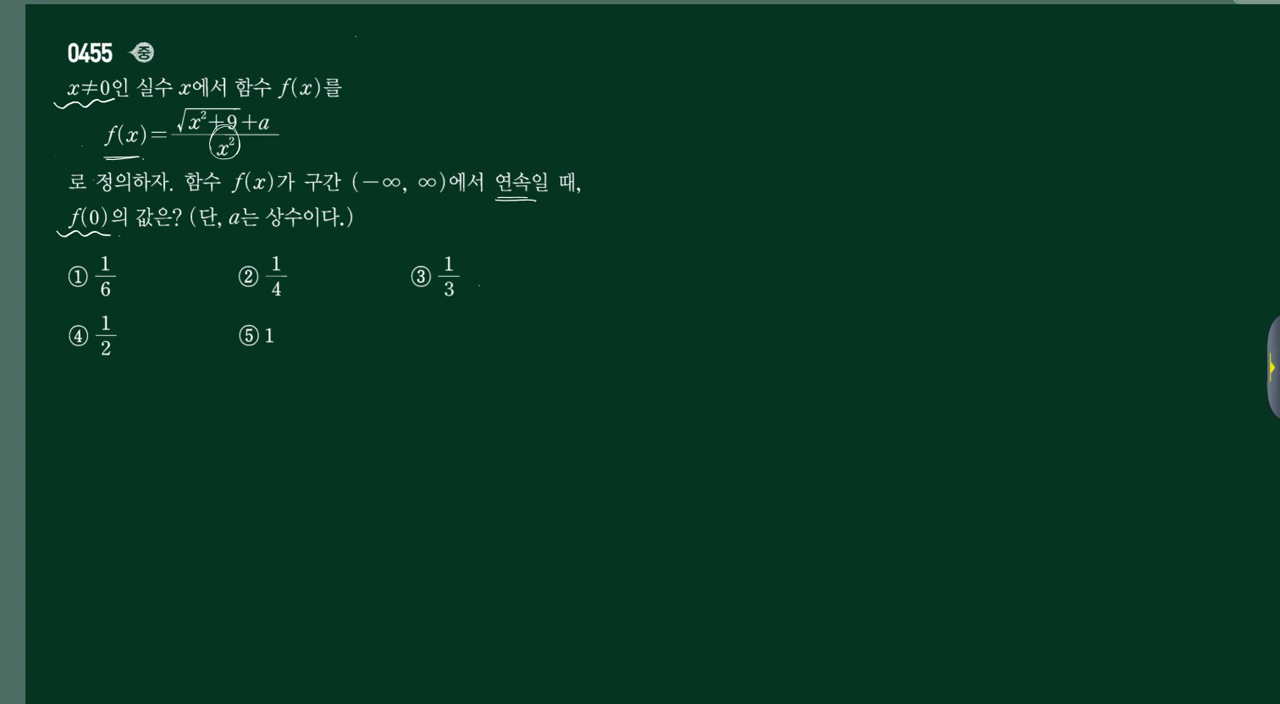 0455 중
x≠0인 실수 x에서 함수 f(x)를
f(x)=(√(x²+9)+a)/x²
로 정의하자. 함수 f(x)가 구간 (−∞, ∞)에서 연속일 때,
f(0)의 값은? (단, a는 상수이다.)
① 1/6 ② 1/4 ③ 1/3
④ 1/2 ⑤ 1